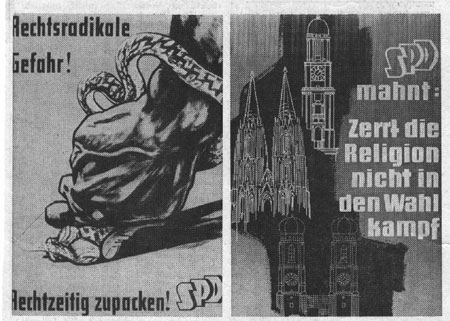 Rechtsradikale
Gefahr!
Rechtzeitig zupacken! SPD
SPD
mahnt:
Zerrt die
Religion
nicht in
den Wahl
kampf